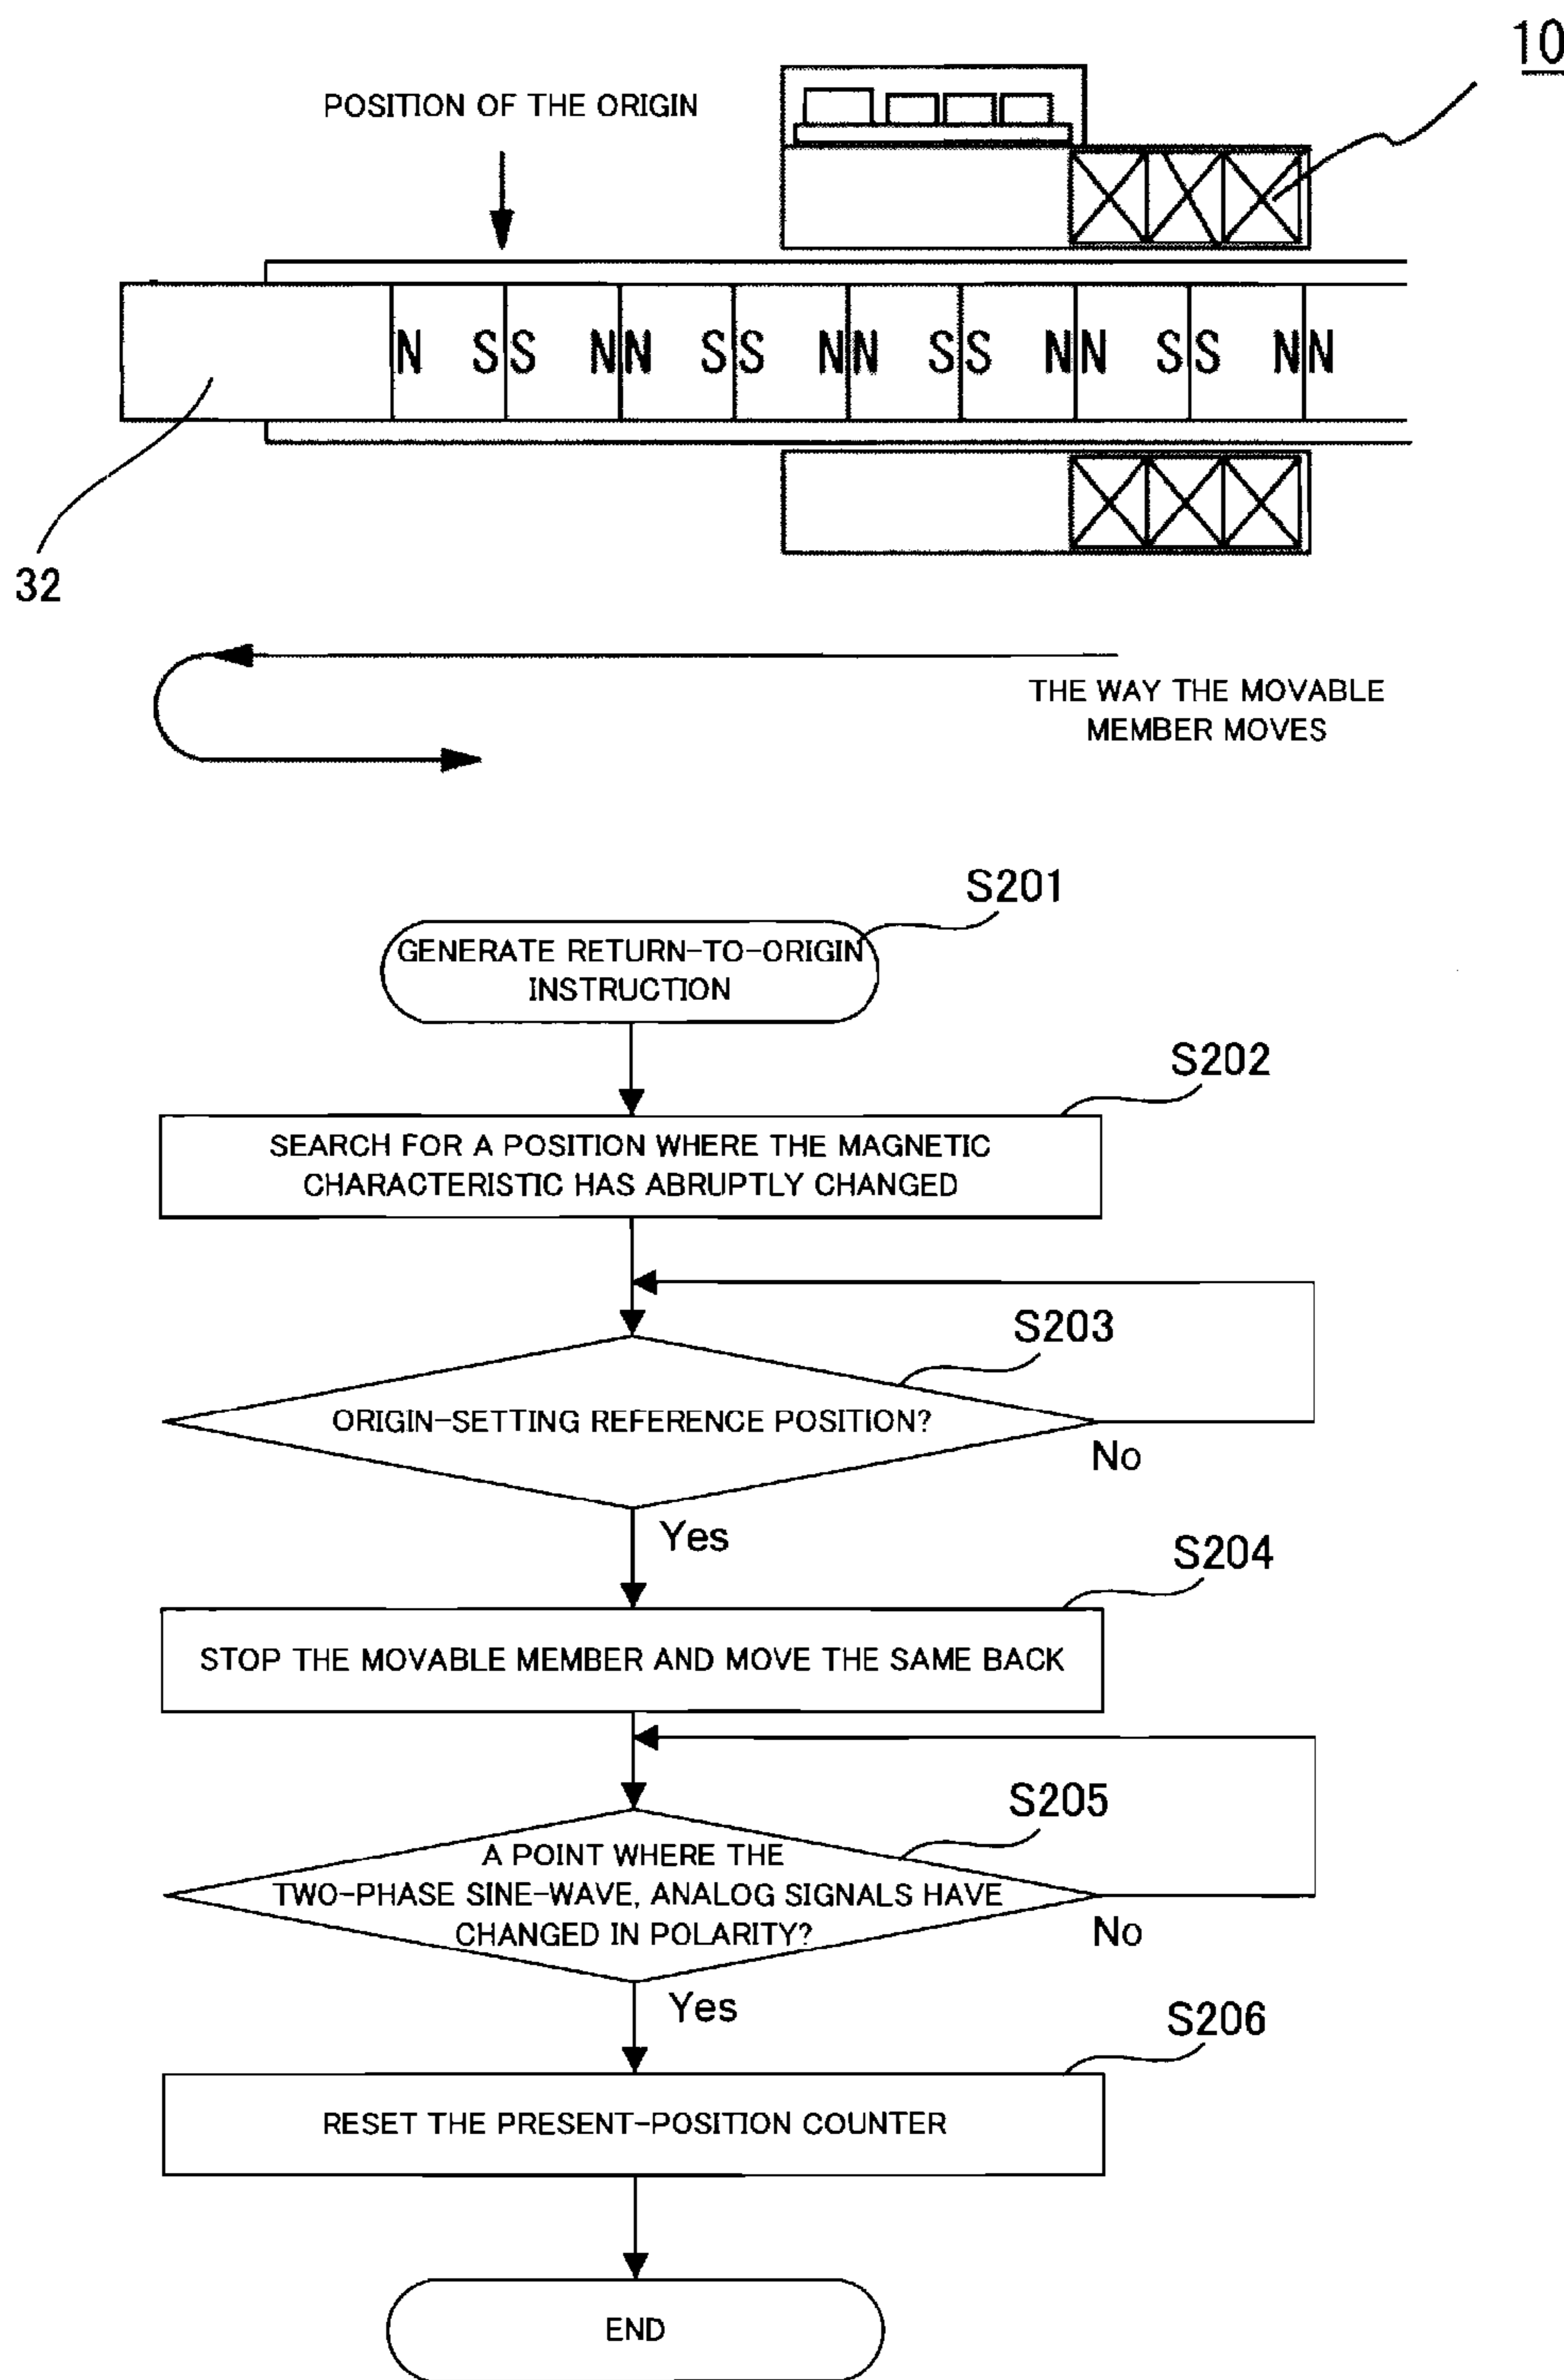 10
POSITION OF THE ORIGIN
N S S N N S S N N S S N N S S N N
32
THE WAY THE MOVABLE
MEMBER MOVES
S201
GENERATE RETURN-TO-ORIGIN
INSTRUCTION
S202
SEARCH FOR A POSITION WHERE THE MAGNETIC
CHARACTERISTIC HAS ABRUPTLY CHANGED
S203
ORIGIN-SETTING REFERENCE POSITION?
No
Yes
S204
STOP THE MOVABLE MEMBER AND MOVE THE SAME BACK
S205
A POINT WHERE THE
TWO-PHASE SINE-WAVE, ANALOG SIGNALS HAVE
CHANGED IN POLARITY?
No
Yes
S206
RESET THE PRESENT-POSITION COUNTER
END